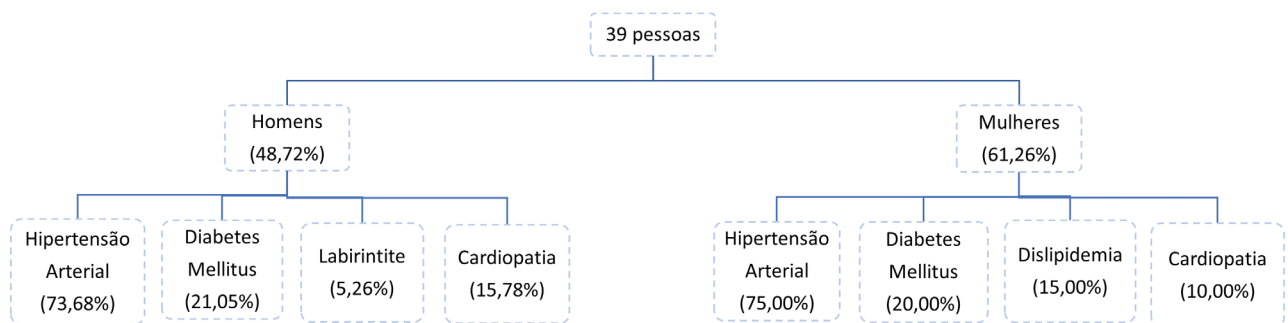 39 pessoas
Homens
(48,72%)
Mulheres
(61,26%)
Hipertensão
Arterial
(73,68%)
Diabetes
Mellitus
(21,05%)
Labirintite
(5,26%)
Cardiopatia
(15,78%)
Hipertensão
Arterial
(75,00%)
Diabetes
Mellitus
(20,00%)
Dislipidemia
(15,00%)
Cardiopatia
(10,00%)